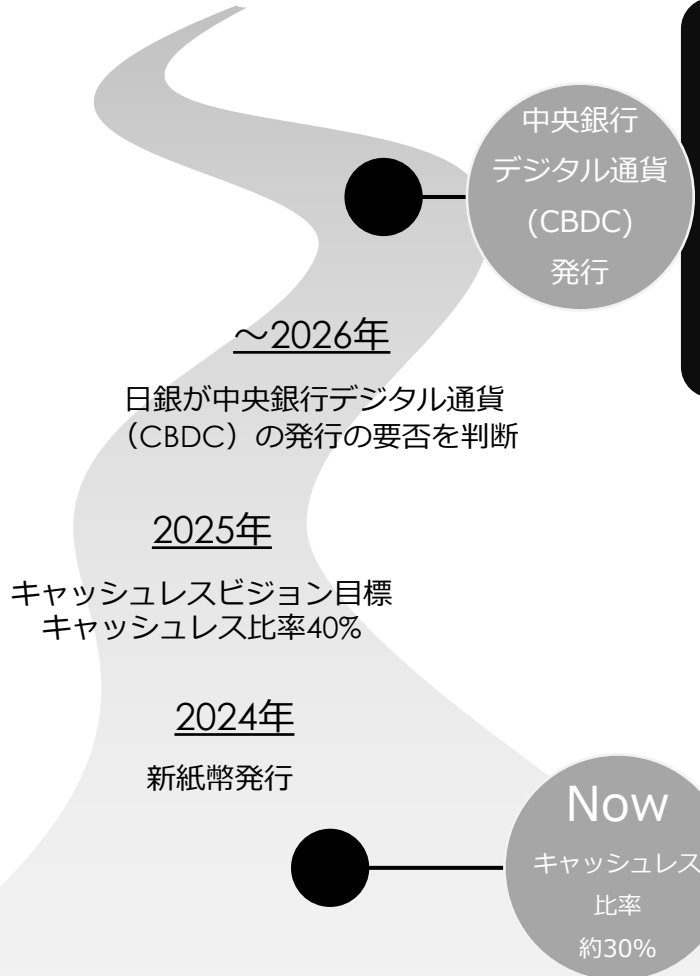 中央銀行
デジタル通貨
(CBDC)
発行
～2026年
日銀が中央銀行デジタル通貨
（CBDC）の発行の要否を判断
2025年
キャッシュレスビジョン目標
キャッシュレス比率40%
2024年
新紙幣発行
Now
キャッシュレス
比率
約30%